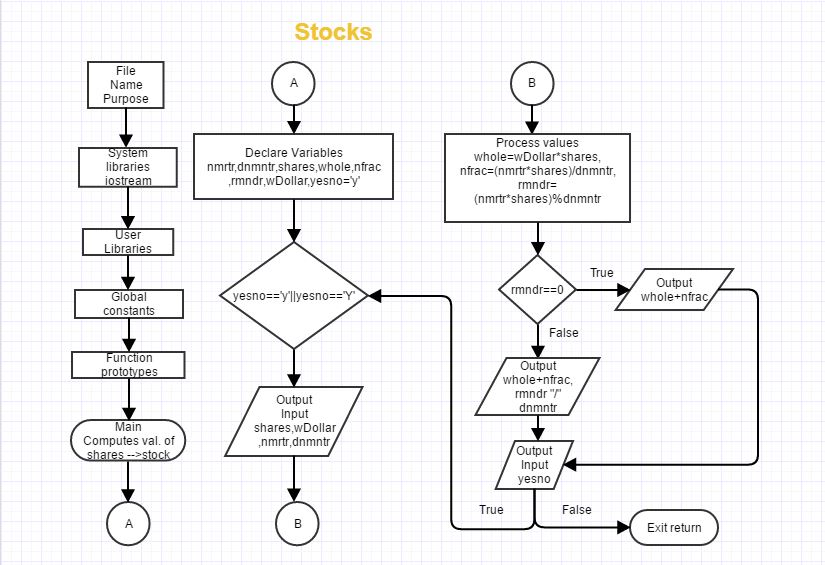 Stocks
File
Name
Purpose
System
libraries
iostream
User
Libraries
Global
constants
Function
prototypes
Main
Computes val. of
shares -->stock
A
A
Declare Variables
nmrtr,dnmntr,shares,whole,nfrac
,rmndr,wDollar,yesno='y'
yesno=='y'||yesno=='Y'
Output
Input
shares,wDollar
,nmrtr,dnmntr
B
B
Process values
whole=wDollar*shares,
nfrac=(nmrtr*shares)/dnmntr,
rmndr=
(nmrtr*shares)%dnmntr
rmndr==0
True
Output
whole+nfrac
False
Output
whole+nfrac,
rmndr "/"
dnmntr
Output
Input
yesno
True
False
Exit return